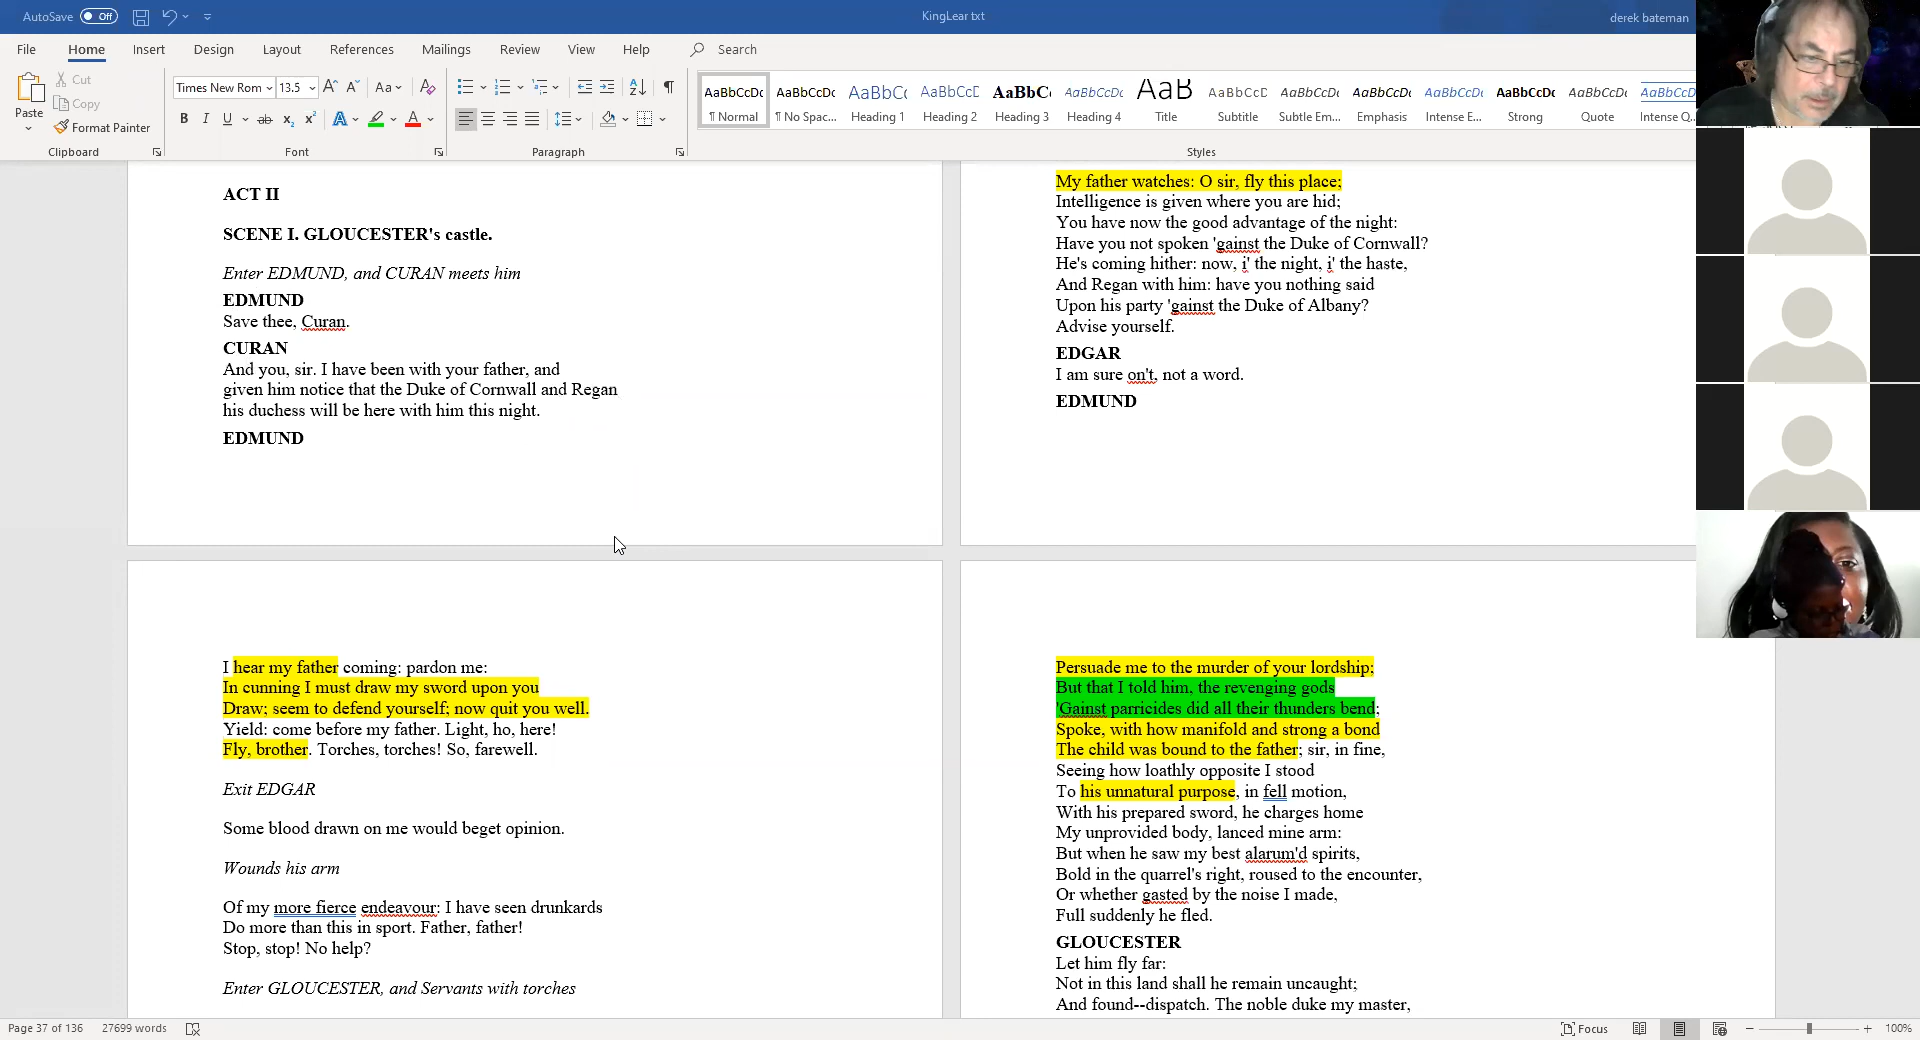 AutoSave Off
KingLear txt
derek bateman
File Home Insert Design Layout References Mailings Review View Help Search
Paste
Cut
Copy
Format Painter
Clipboard
Times New Rom 13.5
Font
Paragraph
AaBbCcDc AaBbCcDc AaBbC( AaBbCcD AaBbC( AaBbCcDc AaB AaBbCcD AaBbCcDc AaBbCcDc AaBbCcDc AaBbCcDc AaBbCcDc AaBbCcDc
¶ Normal ¶ No Spac... Heading 1 Heading 2 Heading 3 Heading 4 Title Subtitle Subtle Em... Emphasis Intense E... Strong Quote Intense Q...
Styles
ACT II
SCENE I. GLOUCESTER's castle.
Enter EDMUND, and CURAN meets him
EDMUND
Save thee, Curan.
CURAN
And you, sir. I have been with your father, and
given him notice that the Duke of Cornwall and Regan
his duchess will be here with him this night.
EDMUND
My father watches: O sir, fly this place;
Intelligence is given where you are hid;
You have now the good advantage of the night:
Have you not spoken 'gainst the Duke of Cornwall?
He's coming hither: now, i' the night, i' the haste,
And Regan with him: have you nothing said
Upon his party 'gainst the Duke of Albany?
Advise yourself.
EDGAR
I am sure on't, not a word.
EDMUND
I hear my father coming: pardon me:
In cunning I must draw my sword upon you
Draw; seem to defend yourself; now quit you well.
Yield: come before my father. Light, ho, here!
Fly, brother. Torches, torches! So, farewell.
Exit EDGAR
Some blood drawn on me would beget opinion.
Wounds his arm
Of my more fierce endeavour: I have seen drunkards
Do more than this in sport. Father, father!
Stop, stop! No help?
Enter GLOUCESTER, and Servants with torches
Persuade me to the murder of your lordship;
But that I told him, the revenging gods
'Gainst parricides did all their thunders bend;
Spoke, with how manifold and strong a bond
The child was bound to the father; sir, in fine,
Seeing how loathly opposite I stood
To his unnatural purpose, in fell motion,
With his prepared sword, he charges home
My unprovided body, lanced mine arm:
But when he saw my best alarum'd spirits,
Bold in the quarrel's right, roused to the encounter,
Or whether gasted by the noise I made,
Full suddenly he fled.
GLOUCESTER
Let him fly far:
Not in this land shall he remain uncaught;
And found--dispatch. The noble duke my master,
Page 37 of 136 27699 words
Focus 100%